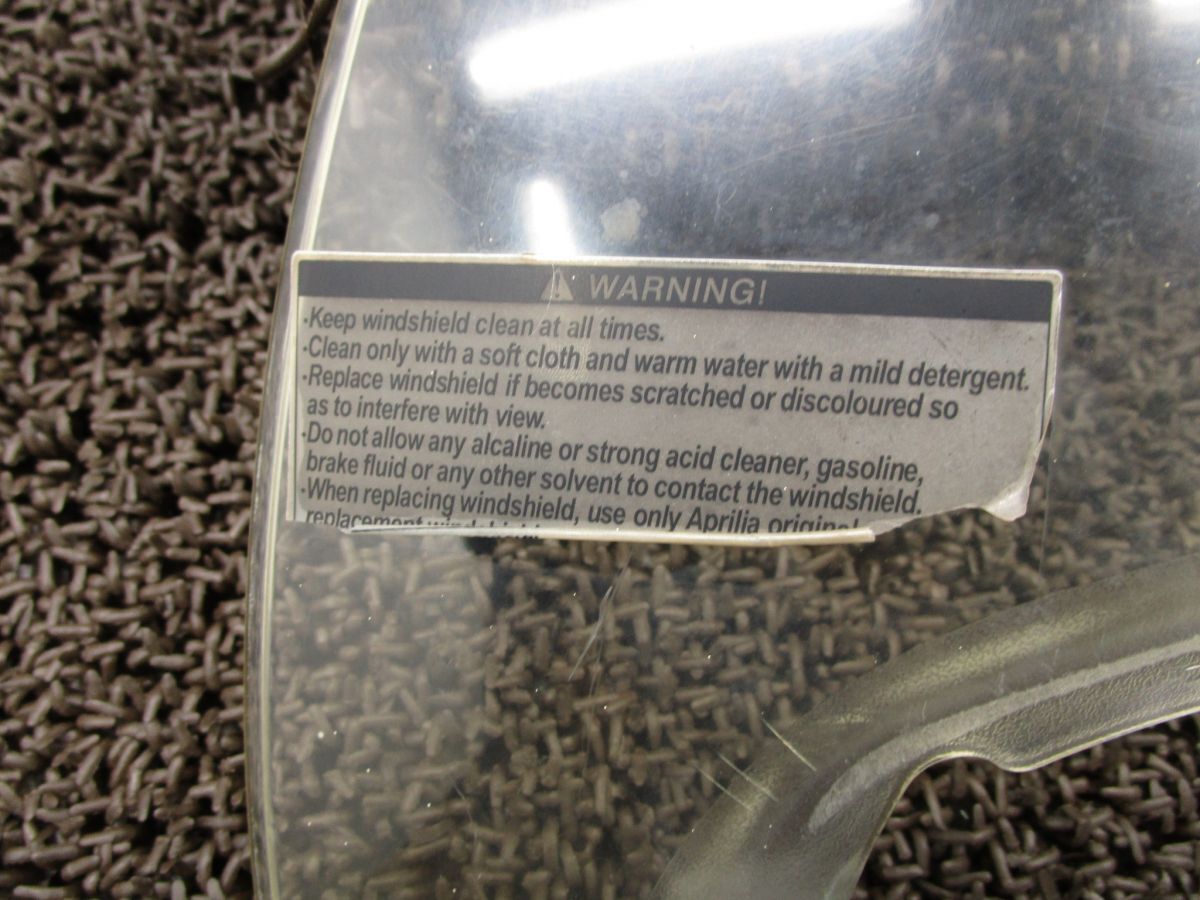 WARNING!
·Keep windshield clean at all times.
·Clean only with a soft cloth and warm water with a mild detergent.
·Replace windshield if becomes scratched or discoloured so
as to interfere with view.
·Do not allow any alcaline or strong acid cleaner, gasoline,
brake fluid or any other solvent to contact the windshield.
·When replacing windshield, use only Aprilia original
replacement